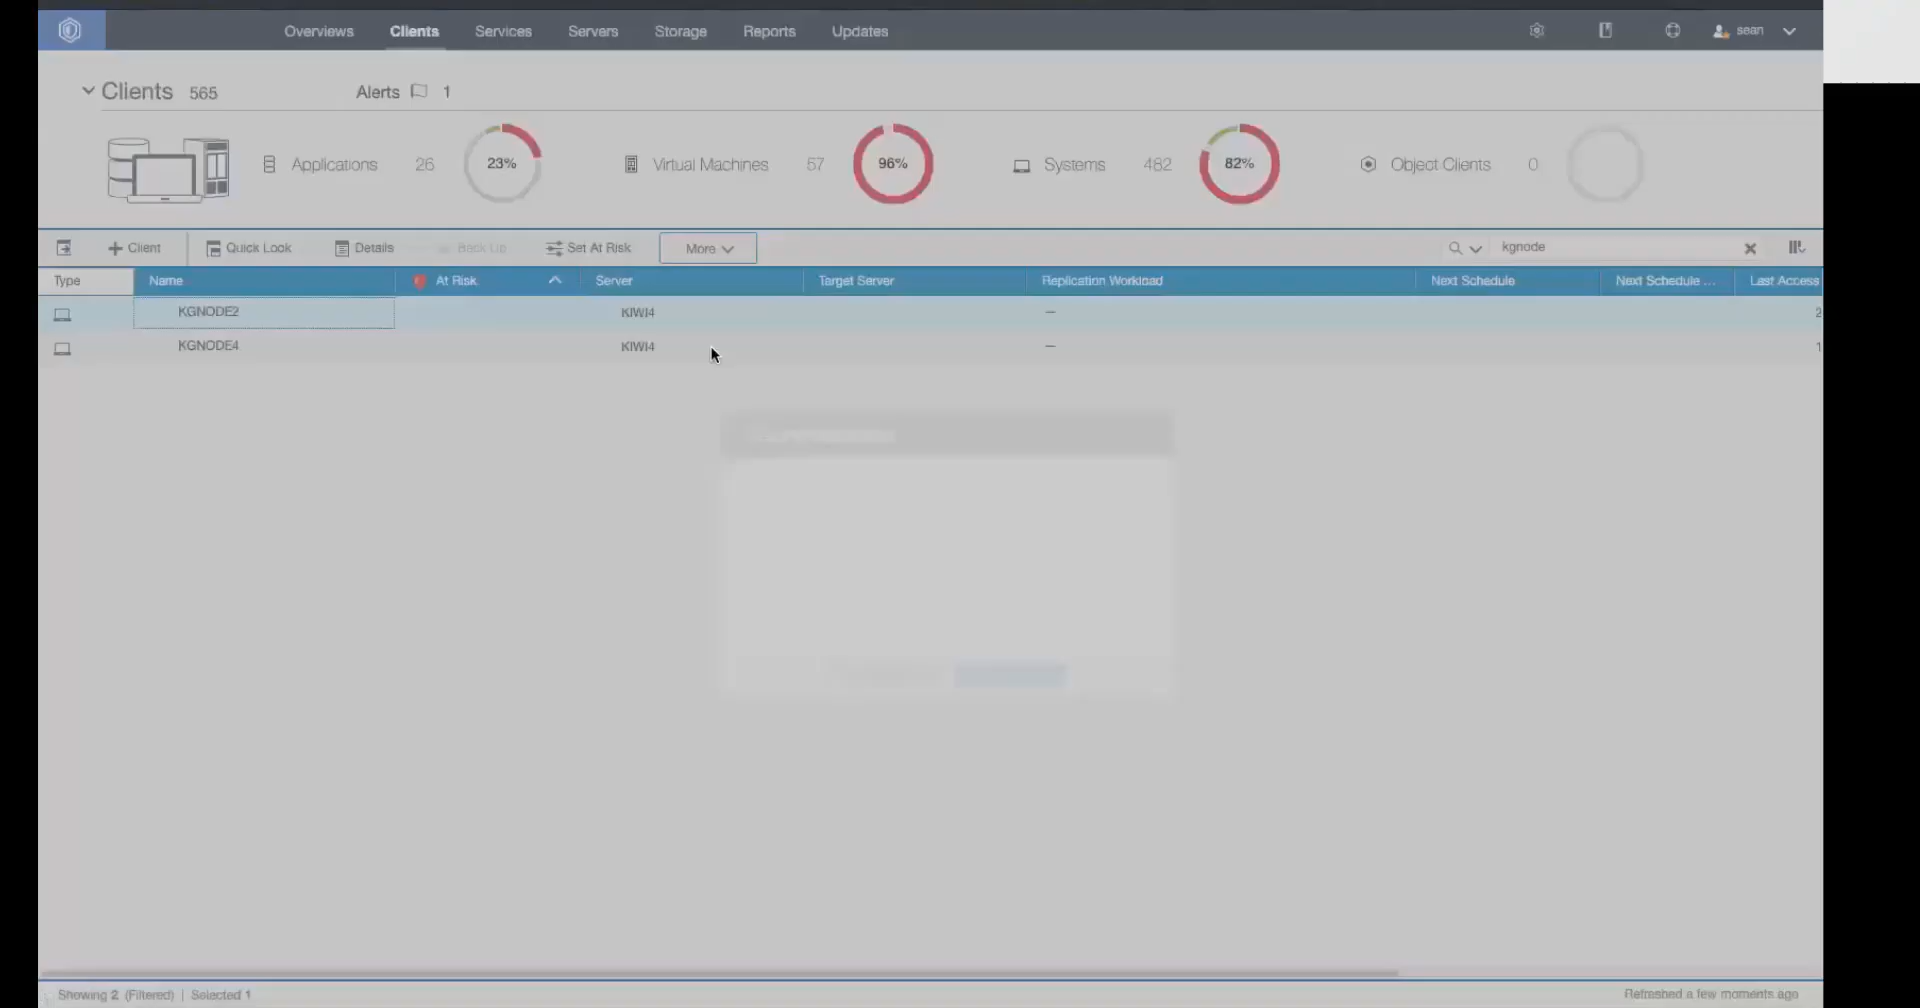 Overviews Clients Services Servers Storage Reports Updates sean
Clients 565 Alerts 1
Applications 26 23% Virtual Machines 57 96% Systems 482 82% Object Clients 0
Client Quick Look Details Back Up Set At Risk More kgnode
Type Name At Risk Server Target Server Replication Workload Next Schedule Next Schedule ... Last Access
KGNODE2 KIWI4 — 2
KGNODE4 KIWI4 — 1
Showing 2 (Filtered) | Selected 1 Refreshed a few moments ago